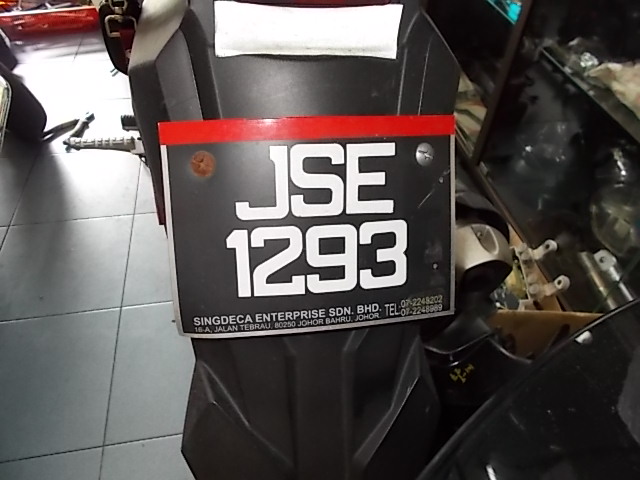 JSE
1293
SINGDECA ENTERPRISE SDN. BHD.
16-A, JALAN TEBRAU. 80250 JOHOR BAHRU. JOHOR.
TEL: 07-2248202
07-2248989